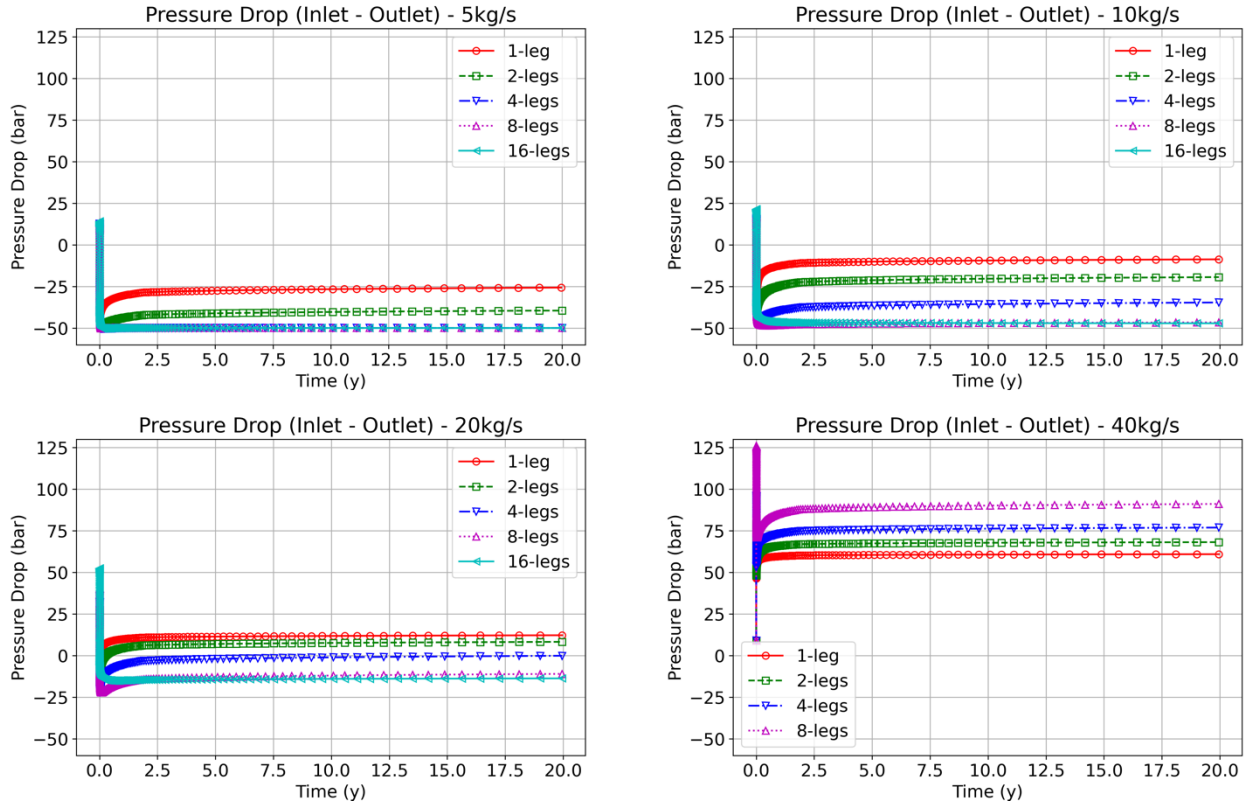 Pressure Drop (Inlet - Outlet) - 5kg/s
Pressure Drop (bar)
125
100
75
50
25
0
−25
−50
1-leg
2-legs
4-legs
8-legs
16-legs
0.0 2.5 5.0 7.5 10.0 12.5 15.0 17.5 20.0
Time (y)
Pressure Drop (Inlet - Outlet) - 10kg/s
Pressure Drop (bar)
125
100
75
50
25
0
−25
−50
1-leg
2-legs
4-legs
8-legs
16-legs
0.0 2.5 5.0 7.5 10.0 12.5 15.0 17.5 20.0
Time (y)
Pressure Drop (Inlet - Outlet) - 20kg/s
Pressure Drop (bar)
125
100
75
50
25
0
−25
−50
1-leg
2-legs
4-legs
8-legs
16-legs
0.0 2.5 5.0 7.5 10.0 12.5 15.0 17.5 20.0
Time (y)
Pressure Drop (Inlet - Outlet) - 40kg/s
Pressure Drop (bar)
125
100
75
50
25
0
−25
−50
1-leg
2-legs
4-legs
8-legs
0.0 2.5 5.0 7.5 10.0 12.5 15.0 17.5 20.0
Time (y)